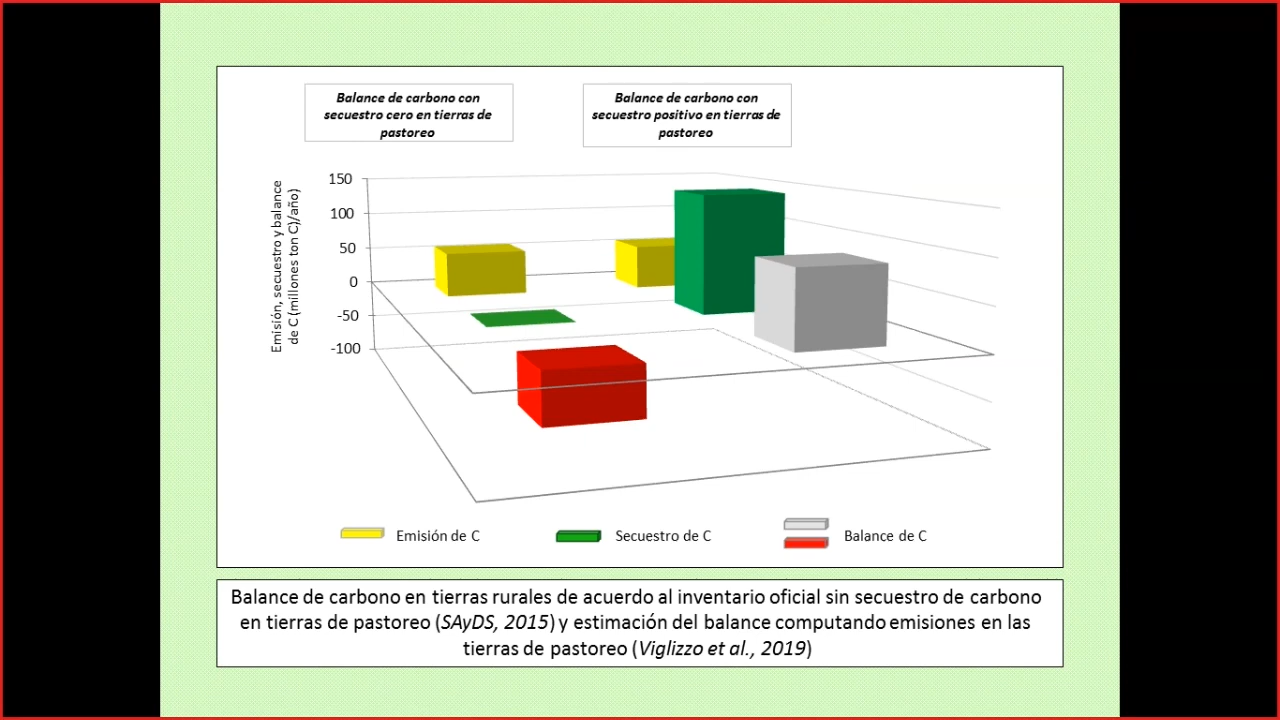 Balance de carbono con
secuestro cero en tierras de
pastoreo
Balance de carbono con
secuestro positivo en tierras de
pastoreo
Emisión, secuestro y balance
de C (millones ton C)/año)
150
100
50
0
-50
-100
Emisión de C
Secuestro de C
Balance de C
Balance de carbono en tierras rurales de acuerdo al inventario oficial sin secuestro de carbono
en tierras de pastoreo (SAyDS, 2015) y estimación del balance computando emisiones en las
tierras de pastoreo (Viglizzo et al., 2019)